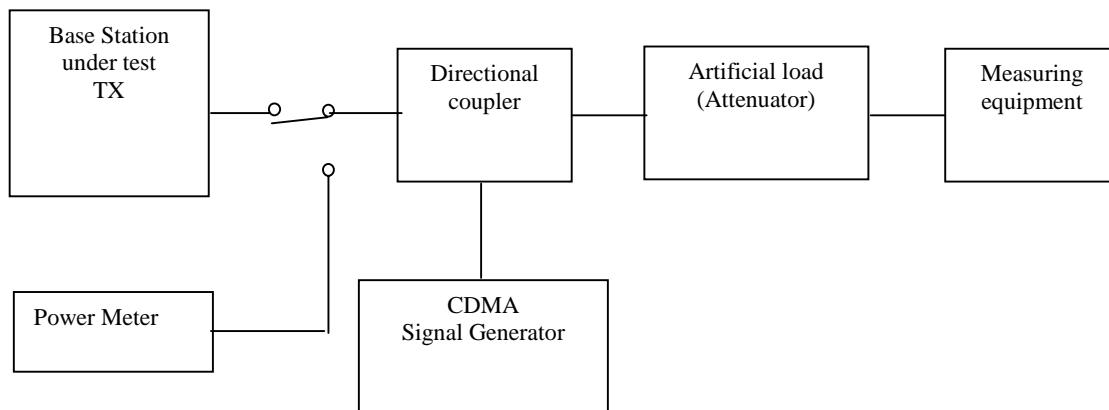 Base Station
under test
TX
Directional
coupler
Artificial load
(Attenuator)
Measuring
equipment
Power Meter
CDMA
Signal Generator